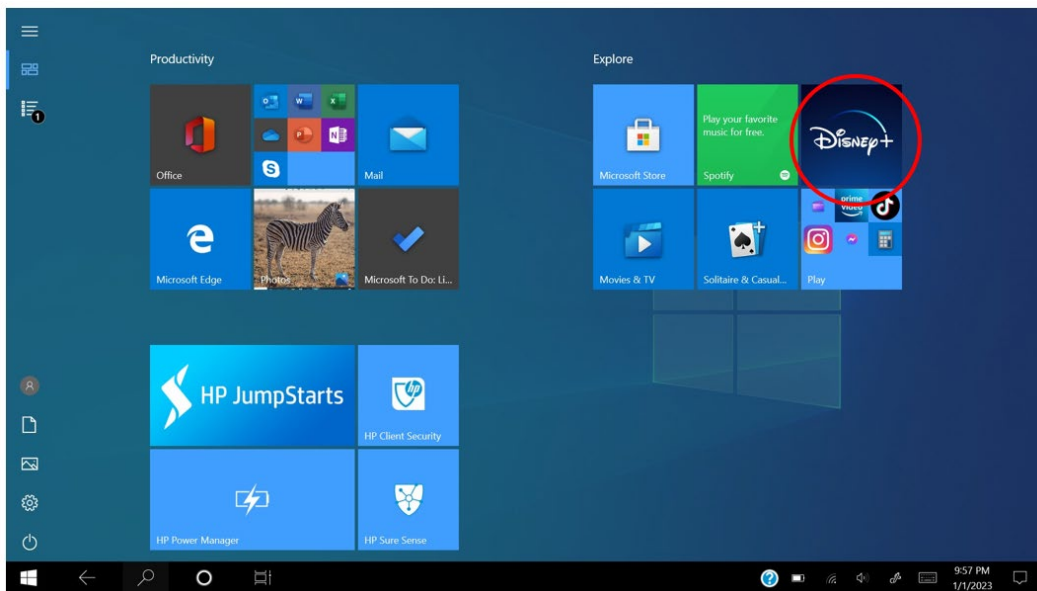 Productivity
Office
Mail
Microsoft Edge
Photos
Microsoft To Do: Li...
Explore
Microsoft Store
Play your favorite
music for free.
Spotify
Disney+
Movies & TV
Solitaire & Casual...
prime
video
Play
HP JumpStarts
hp
HP Client Security
HP Power Manager
HP Sure Sense
1
9:57 PM
1/1/2023